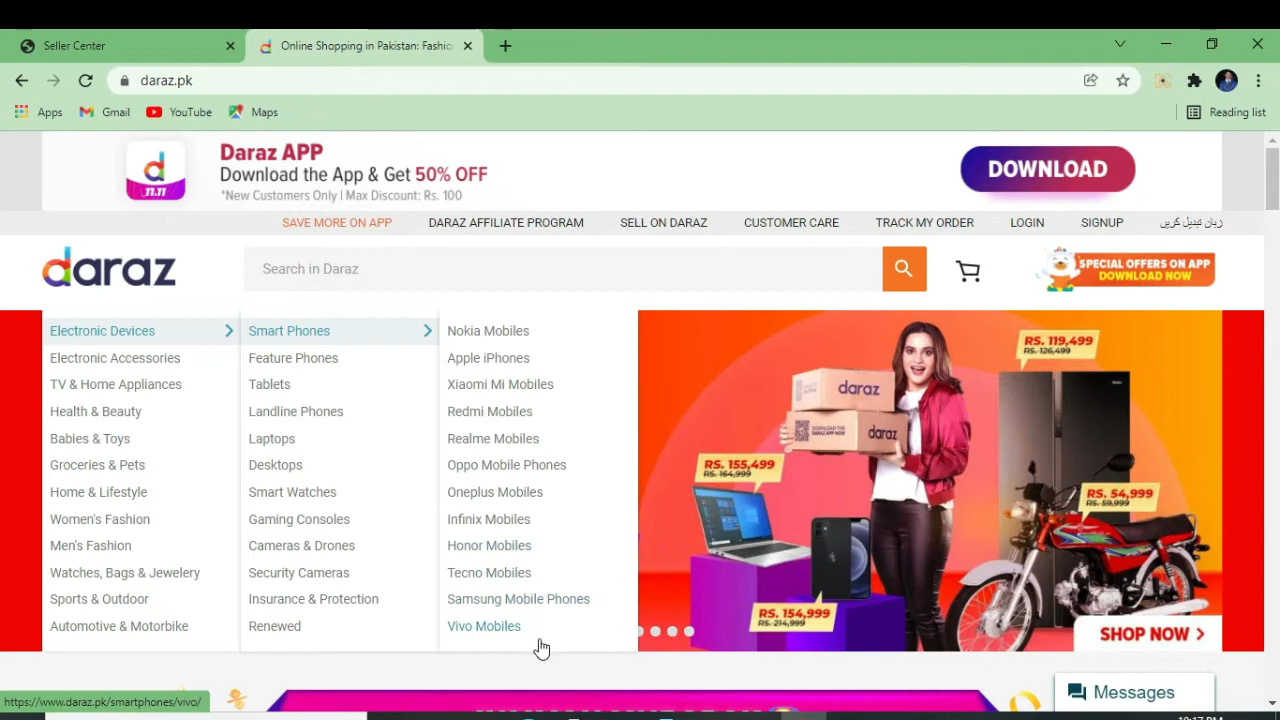 Seller Center
Online Shopping in Pakistan: Fashio
daraz.pk
Apps Gmail YouTube Maps Reading list
d
11.11
Daraz APP
Download the App & Get 50% OFF
*New Customers Only | Max Discount: Rs. 100
DOWNLOAD
SAVE MORE ON APP DARAZ AFFILIATE PROGRAM SELL ON DARAZ CUSTOMER CARE TRACK MY ORDER LOGIN SIGNUP زبان تبدیل کریں
daraz
Search in Daraz
SPECIAL OFFERS ON APP
DOWNLOAD NOW
Electronic Devices
Electronic Accessories
TV & Home Appliances
Health & Beauty
Babies & Toys
Groceries & Pets
Home & Lifestyle
Women's Fashion
Men's Fashion
Watches, Bags & Jewelery
Sports & Outdoor
Automotive & Motorbike
Smart Phones
Feature Phones
Tablets
Landline Phones
Laptops
Desktops
Smart Watches
Gaming Consoles
Cameras & Drones
Security Cameras
Insurance & Protection
Renewed
Nokia Mobiles
Apple iPhones
Xiaomi Mi Mobiles
Redmi Mobiles
Realme Mobiles
Oppo Mobile Phones
Oneplus Mobiles
Infinix Mobiles
Honor Mobiles
Tecno Mobiles
Samsung Mobile Phones
Vivo Mobiles
RS. 119,499
RS. 126,499
daraz
daraz
RS. 155,499
RS. 164,999
RS. 54,999
RS. 59,999
RS. 154,999
RS. 214,999
SHOP NOW
Messages
https://www.daraz.pk/smartphones/vivo/
10:17 PM